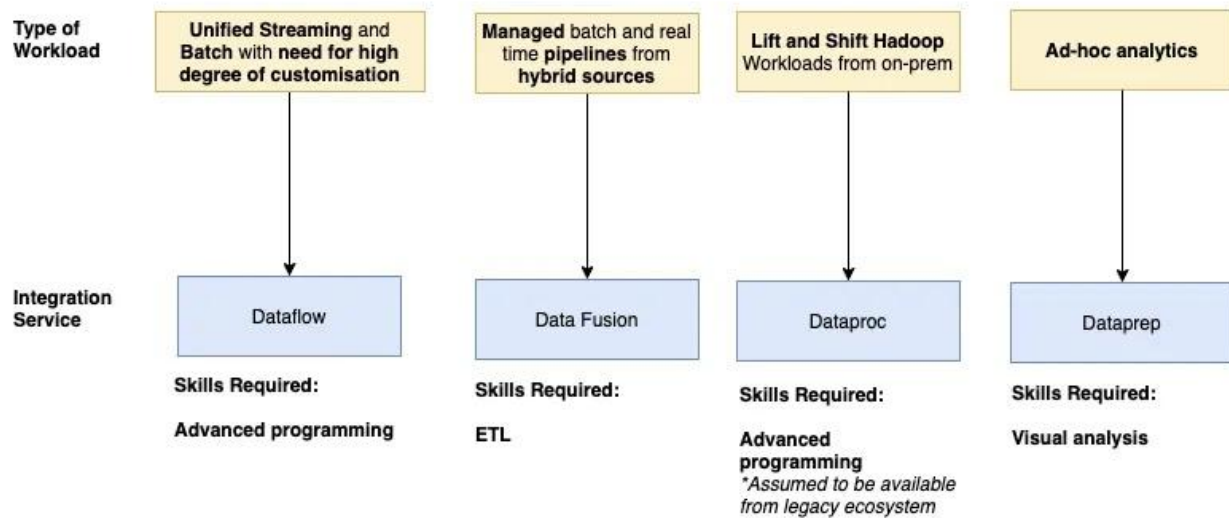 Type of
Workload
Unified Streaming and
Batch with need for high
degree of customisation
Managed batch and real
time pipelines from
hybrid sources
Lift and Shift Hadoop
Workloads from on-prem
Ad-hoc analytics
Integration
Service
Dataflow
Data Fusion
Dataproc
Dataprep
Skills Required:
Advanced programming
Skills Required:
ETL
Skills Required:
Advanced
programming
*Assumed to be available
from legacy ecosystem
Skills Required:
Visual analysis